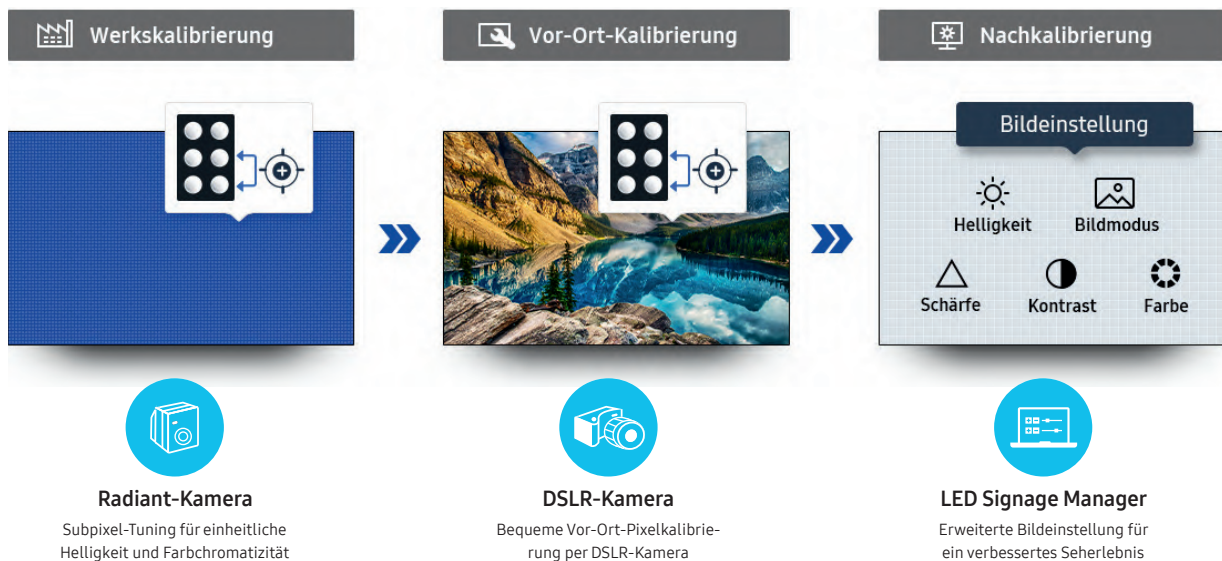 Werkskalibrierung
Vor-Ort-Kalibrierung
Nachkalibrierung
Bildeinstellung
Helligkeit
Bildmodus
Schärfe
Kontrast
Farbe
Radiant-Kamera
Subpixel-Tuning für einheitliche
Helligkeit und Farbchromatizität
DSLR-Kamera
Bequeme Vor-Ort-Pixelkalibrie-
rung per DSLR-Kamera
LED Signage Manager
Erweiterte Bildeinstellung für
ein verbessertes Seherlebnis